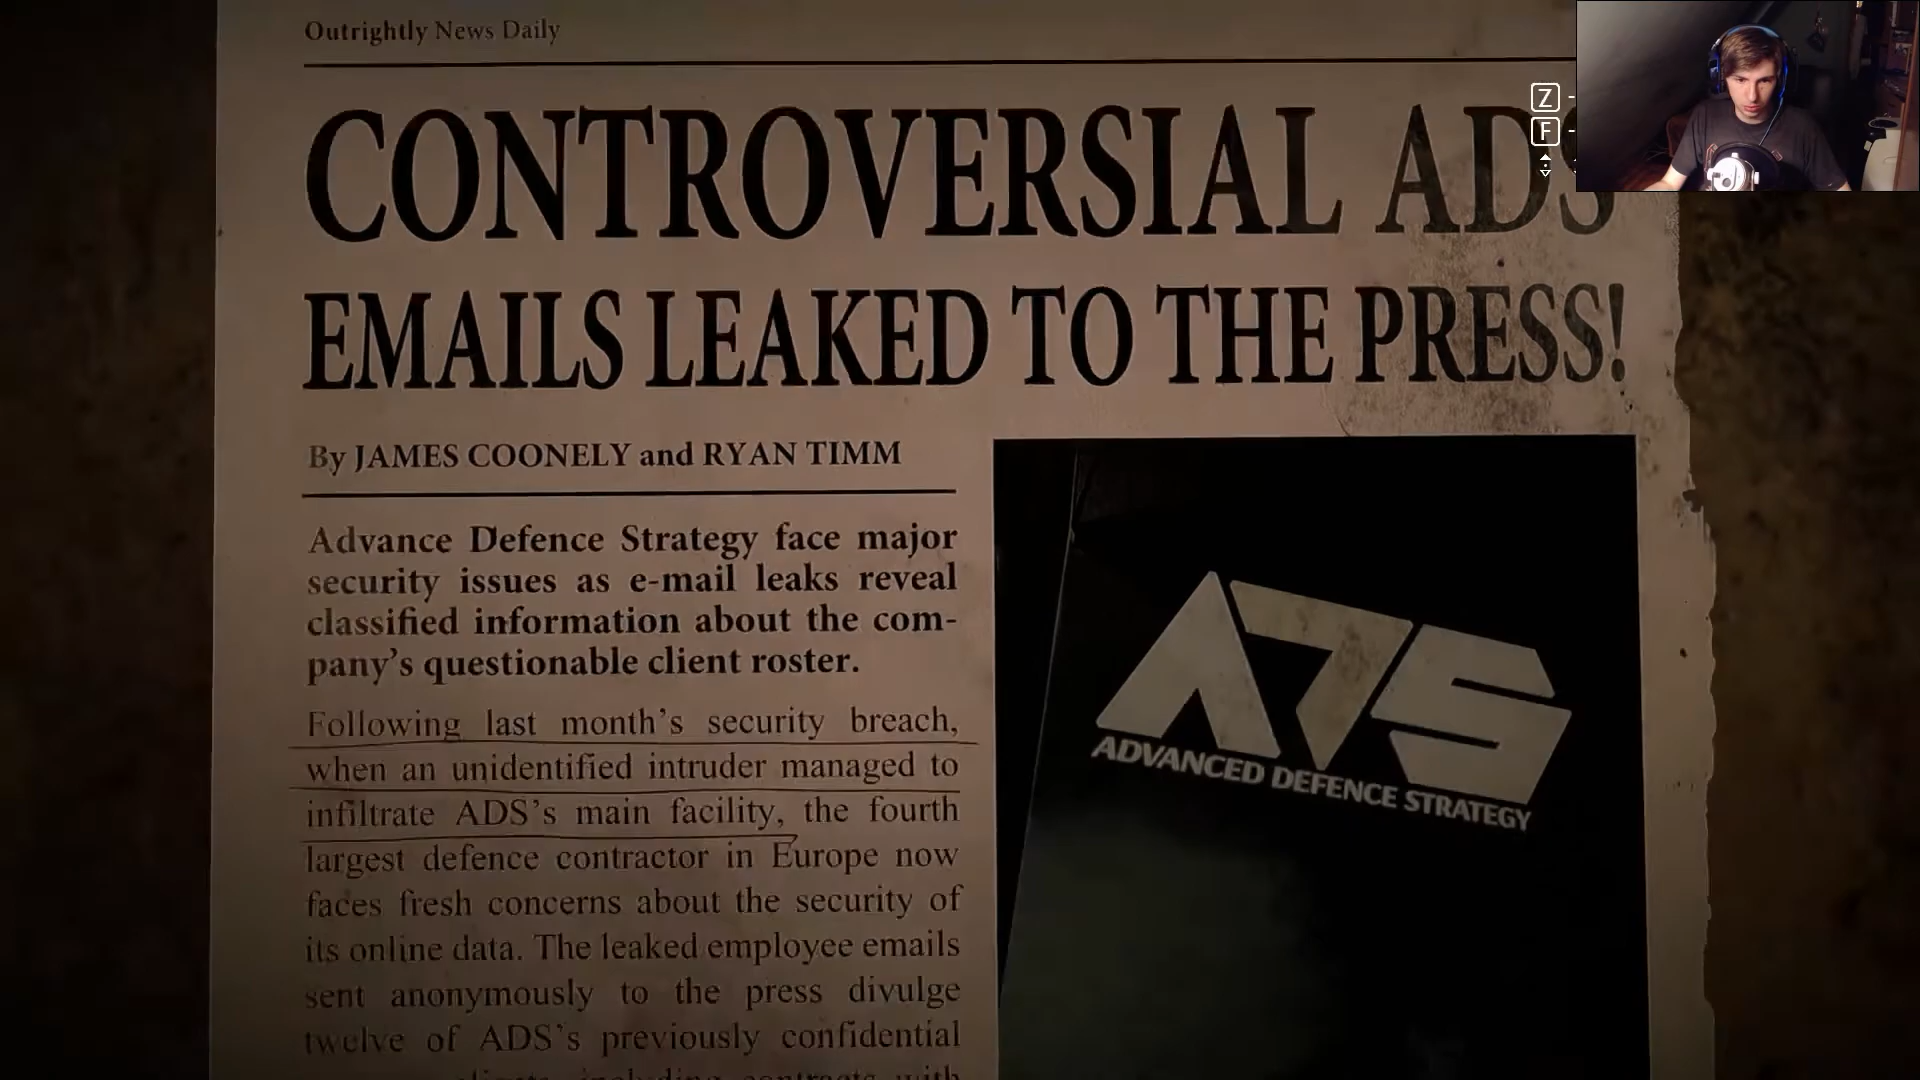 Outrightly News Daily
CONTROVERSIAL ADS
EMAILS LEAKED TO THE PRESS!
By JAMES COONELY and RYAN TIMM
Advance Defence Strategy face major
security issues as e-mail leaks reveal
classified information about the com-
pany's questionable client roster.
Following last month's security breach,
when an unidentified intruder managed to
infiltrate ADS's main facility, the fourth
largest defence contractor in Europe now
faces fresh concerns about the security of
its online data. The leaked employee emails
sent anonymously to the press divulge
twelve of ADS's previously confidential
including contracts with
ADS
ADVANCED DEFENCE STRATEGY
Z -
F -